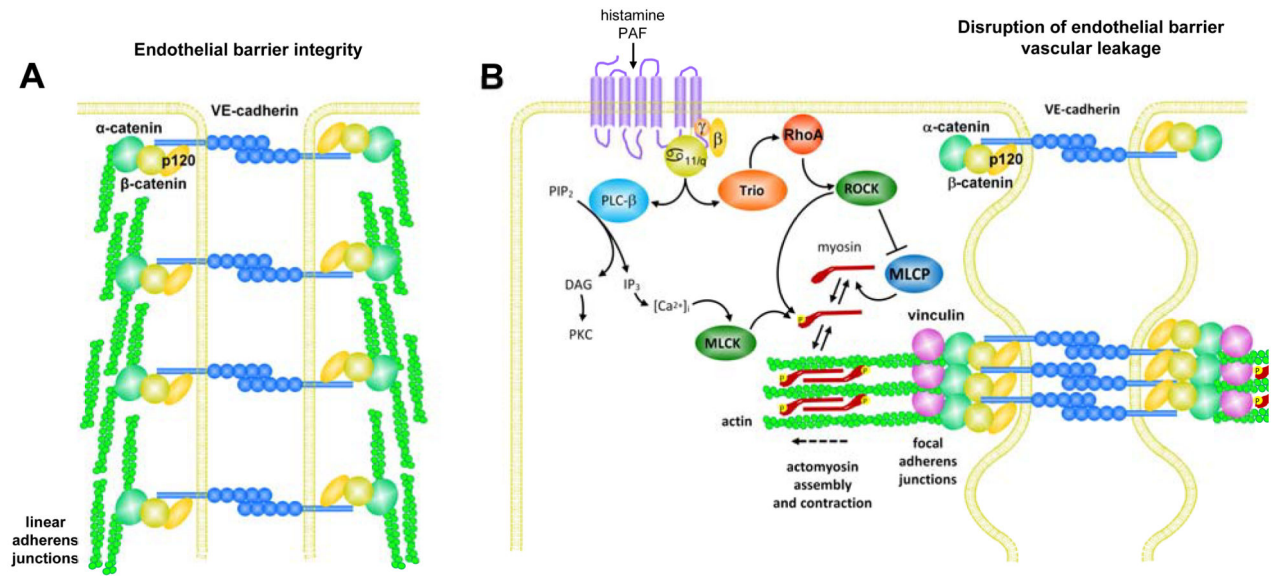 A
Endothelial barrier integrity
VE-cadherin
α-catenin
p120
β-catenin
linear
adherens
junctions
B
histamine
PAF
Disruption of endothelial barrier
vascular leakage
γ
β
G
11/q
RhoA
Trio
ROCK
PIP2
PLC-β
myosin
MLCP
DAG
IP3
[Ca2+]i
PKC
MLCK
P
VE-cadherin
α-catenin
p120
β-catenin
vinculin
P
P
P
P
P
P
actin
actomyosin
assembly
and contraction
focal
adherens
junctions